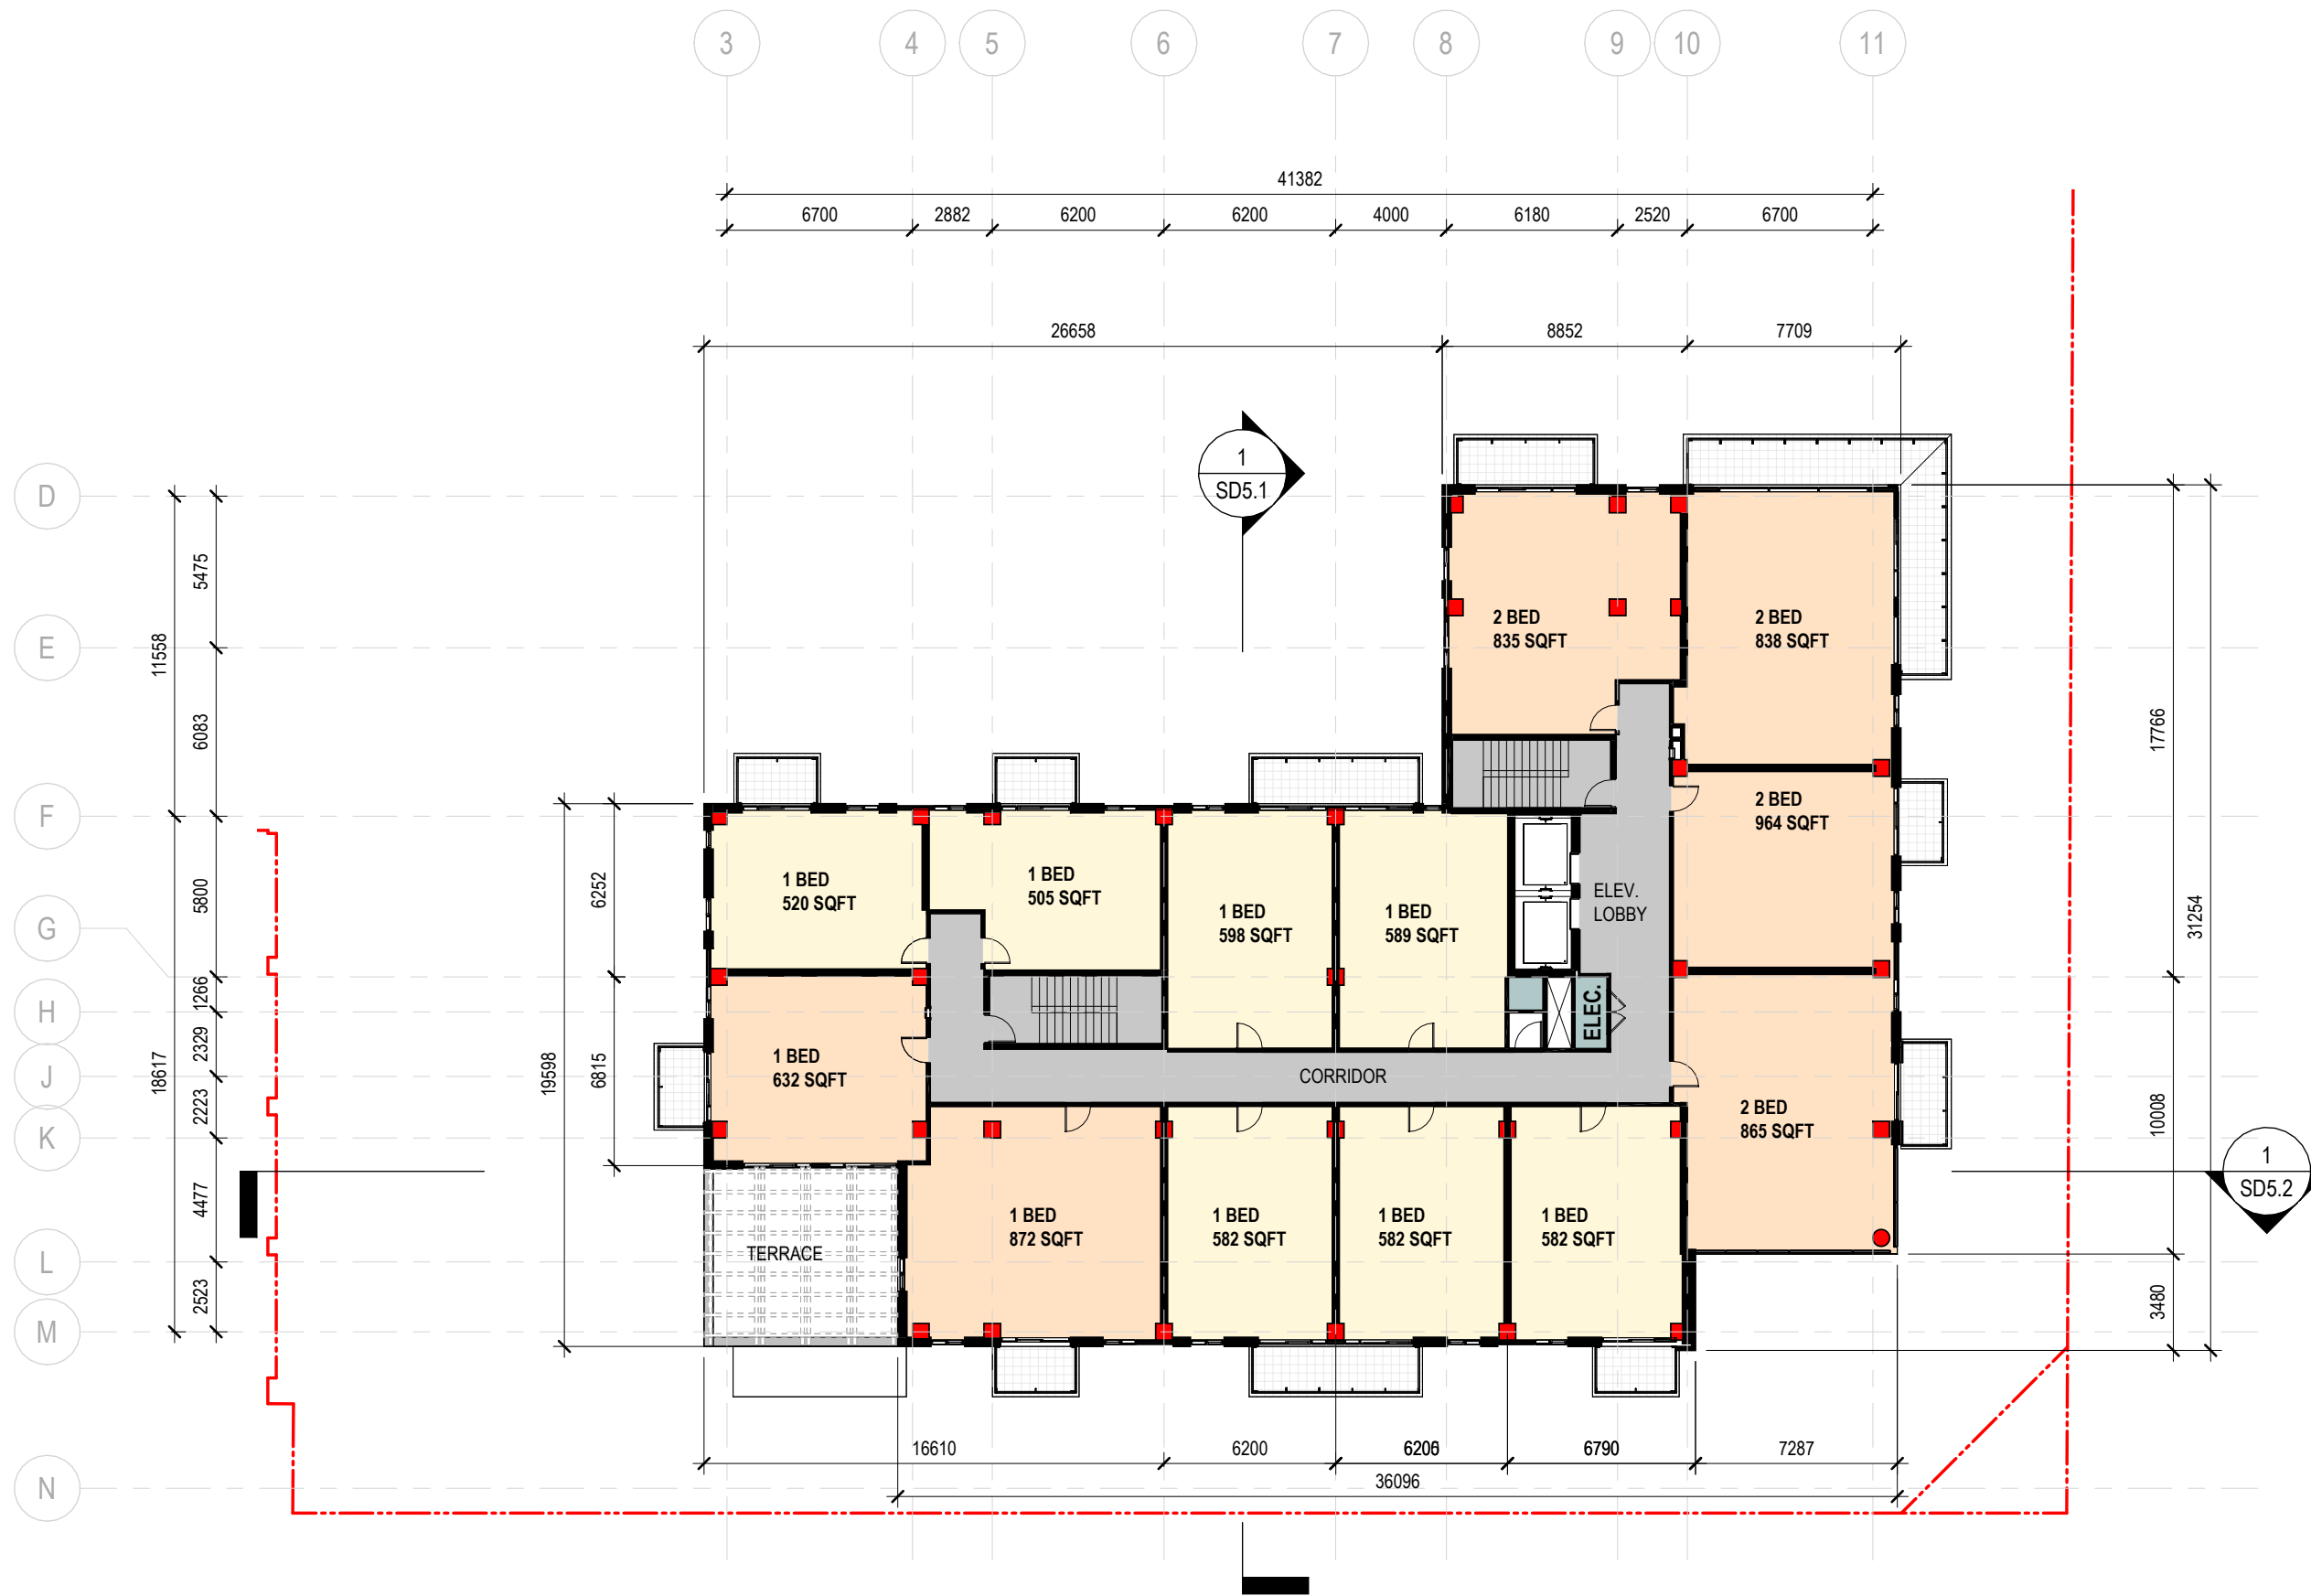 3
4
5
6
7
8
9
10
11
41382
6700
2882
6200
6200
4000
6180
2520
6700
26658
8852
7709
1
SD5.1
D
E
F
G
H
J
K
L
M
N
11558
18617
5475
6083
5800
1266
2329
2223
4477
2523
19598
6252
6815
2 BED
835 SQFT
2 BED
838 SQFT
2 BED
964 SQFT
2 BED
865 SQFT
1 BED
520 SQFT
1 BED
505 SQFT
1 BED
598 SQFT
1 BED
589 SQFT
ELEV.
LOBBY
ELEC.
CORRIDOR
1 BED
632 SQFT
1 BED
872 SQFT
1 BED
582 SQFT
1 BED
582 SQFT
1 BED
582 SQFT
TERRACE
17766
10008
3480
31254
1
SD5.2
16610
6200
6206
6790
7287
36096